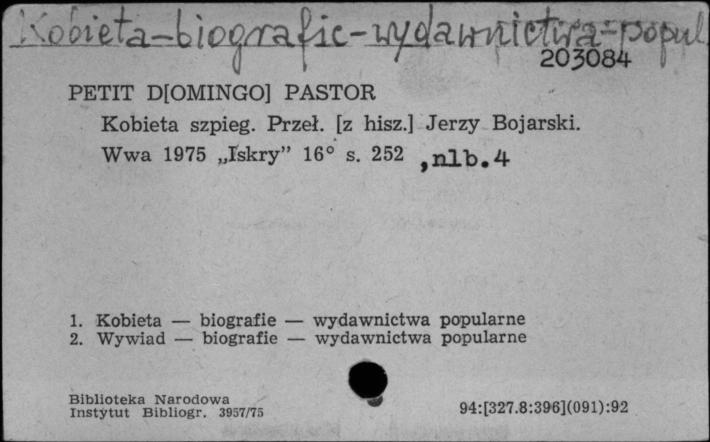 Kobieta-biografie-wydawnictwa-popul
203084
PETIT D[OMINGO] PASTOR
Kobieta szpieg. Przeł. [z hisz.] Jerzy Bojarski.
Wwa 1975 „Iskry” 16° s. 252 ,nlb.4
1. Kobieta — biografie — wydawnictwa popularne
2. Wywiad — biografie — wydawnictwa popularne
Biblioteka Narodowa
Instytut Bibliogr. 3957/75
94:[327.8:396](091):92